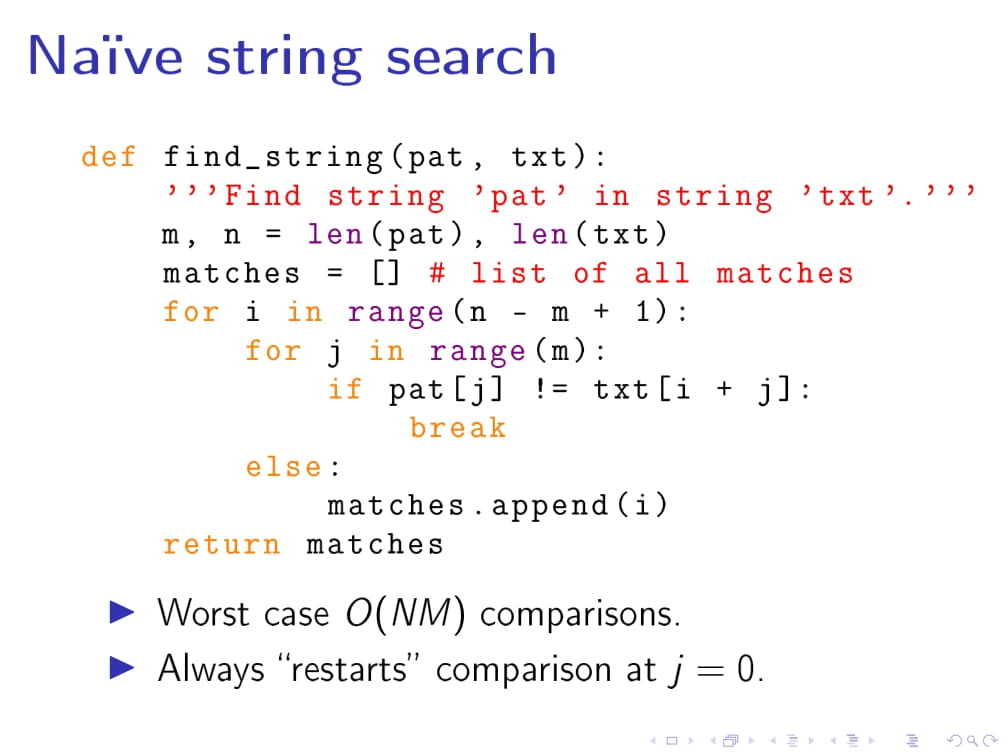 Naïve string search
def find_string(pat, txt):
    ’’’Find string ’pat’ in string ’txt’.’’’
    m, n = len(pat), len(txt)
    matches = [] # list of all matches
    for i in range(n - m + 1):
        for j in range(m):
            if pat[j] != txt[i + j]:
                break
        else:
            matches.append(i)
    return matches
▶ Worst case O(NM) comparisons.
▶ Always “restarts” comparison at j = 0.